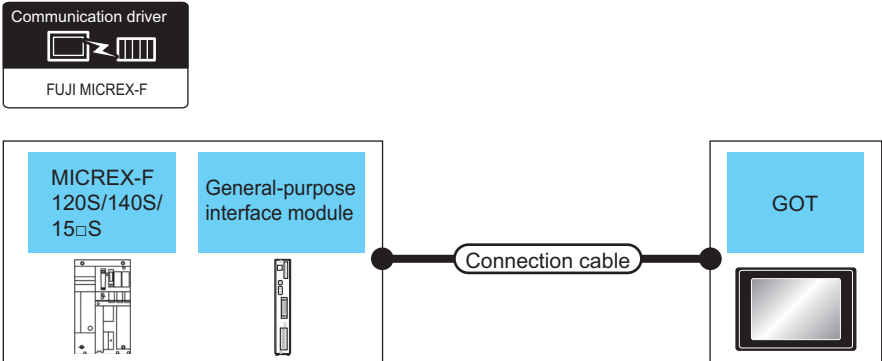 Communication driver
FUJI MICREX-F
MICREX-F
120S/140S/
15□S
General-purpose
interface module
Connection cable
GOT